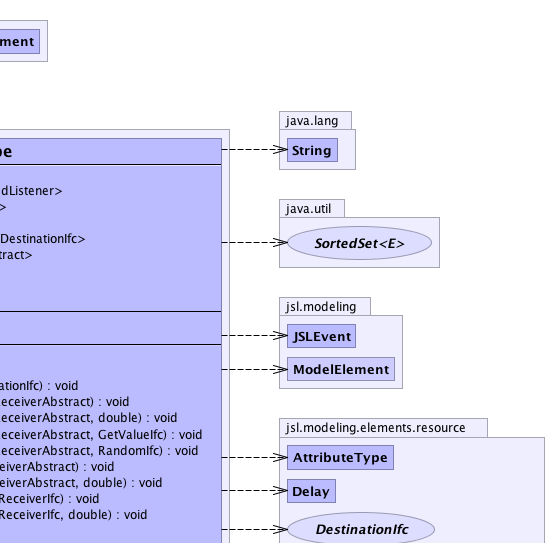 ment
pe
dListener>
>
DestinationIfc>
tract>
ationIfc) : void
eceiverAbstract) : void
eceiverAbstract, double) : void
eceiverAbstract, GetValueIfc) : void
eceiverAbstract, RandomIfc) : void
eiverAbstract) : void
eiverAbstract, double) : void
ReceiverIfc) : void
ReceiverIfc, double) : void
java.lang
String
java.util
SortedSet<E>
jsl.modeling
JSLEvent
ModelElement
jsl.modeling.elements.resource
AttributeType
Delay
DestinationIfc